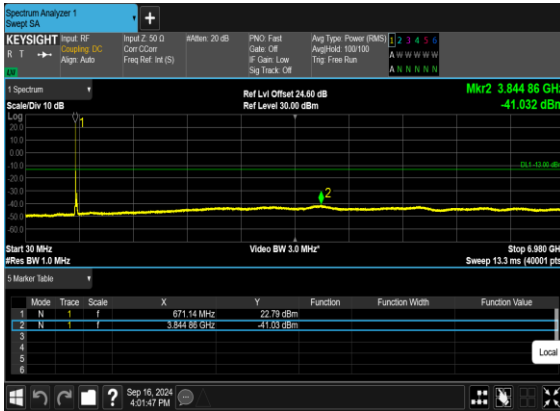 Spectrum Analyzer 1
Swept SA
KEYSIGHT
R T
LXI
Input: RF
Coupling: DC
Align: Auto
Input Z: 50 Ω
Corr CCorr
Freq Ref: Int (S)
#Atten: 20 dB
PNO: Fast
Gate: Off
IF Gain: Low
Sig Track: Off
Avg Type: Power (RMS)
Avg|Hold: 100/100
Trig: Free Run
1 2 3 4 5 6
A W W W W W
A N N N N N
1 Spectrum
Scale/Div 10 dB
Ref Lvl Offset 24.60 dB
Ref Level 30.00 dBm
Mkr2 3.844 86 GHz
-41.032 dBm
Log
20.0
10.0
0.00
-10.0
-20.0
-30.0
-40.0
-50.0
-60.0
1
2
DL1 -13.00 dBm
Start 30 MHz
#Res BW 1.0 MHz
Video BW 3.0 MHz*
Stop 6.980 GHz
Sweep 13.3 ms (40001 pts)
5 Marker Table
Mode Trace Scale X Y Function Function Width Function Value
1 N 1 f 671.14 MHz 22.79 dBm
2 N 1 f 3.844 86 GHz -41.03 dBm
3
4
5
6
Local
?
Sep 16, 2024
4:01:47 PM